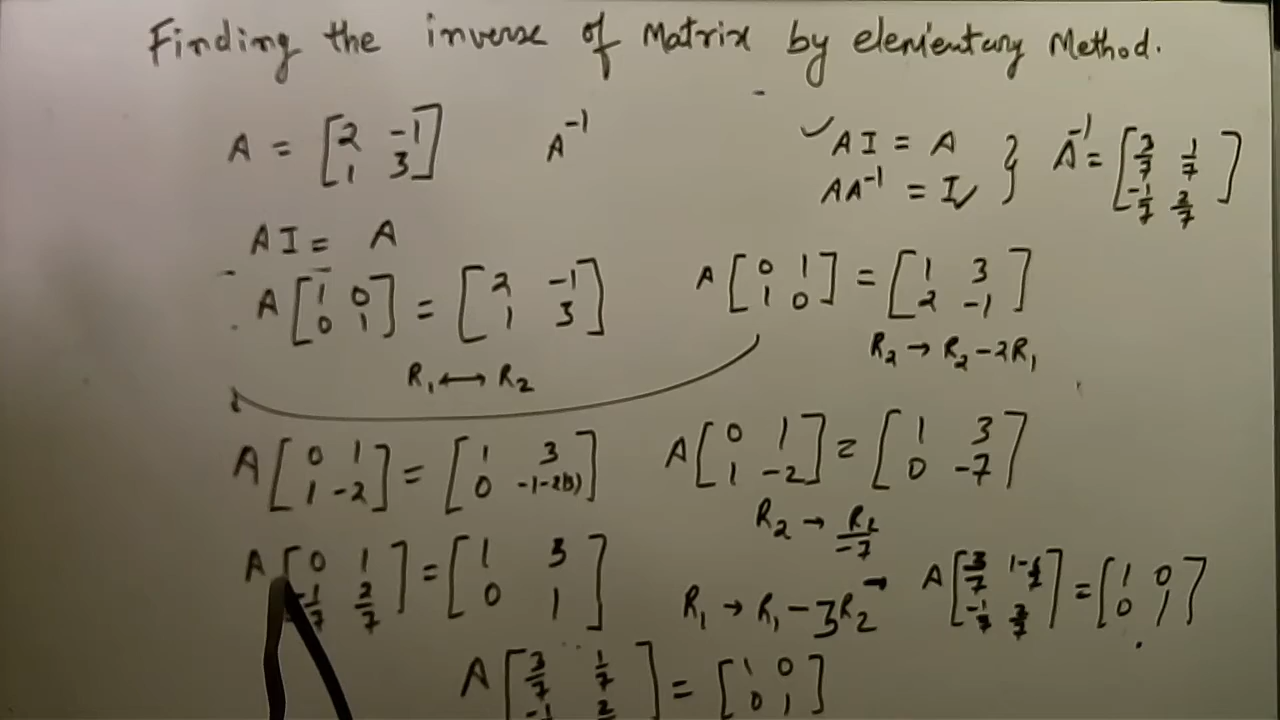 Finding the inverse of Matrix by elementary Method.
A = [2 -1; 1 3] A⁻¹
AI = A
AA⁻¹ = I } A⁻¹ = [3/7 1/7; -1/7 2/7]
AI = A
A [1 0; 0 1] = [2 -1; 1 3]
R₁ ⟷ R₂
A [0 1; 1 0] = [1 3; 2 -1]
R₂ → R₂ - 2R₁
A [0 1; 1 -2] = [1 3; 0 -1-2(3)]
A [0 1; 1 -2] = [1 3; 0 -7]
R₂ → R₂/-7
A [0 1; -1/7 2/7] = [1 3; 0 1]
R₁ → R₁ - 3R₂
A [3/7 1-; -1/7 2/7] = [1 0; 0 1]
A [3/7 1/7; -1 2] = [1 0; 0 1]